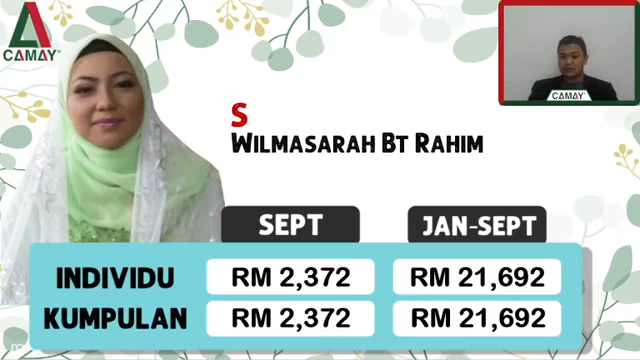 CAMAY®
CAMAY
S
WILMASARAH BT RAHIM
SEPT JAN-SEPT
INDIVIDU RM 2,372 RM 21,692
KUMPULAN RM 2,372 RM 21,692